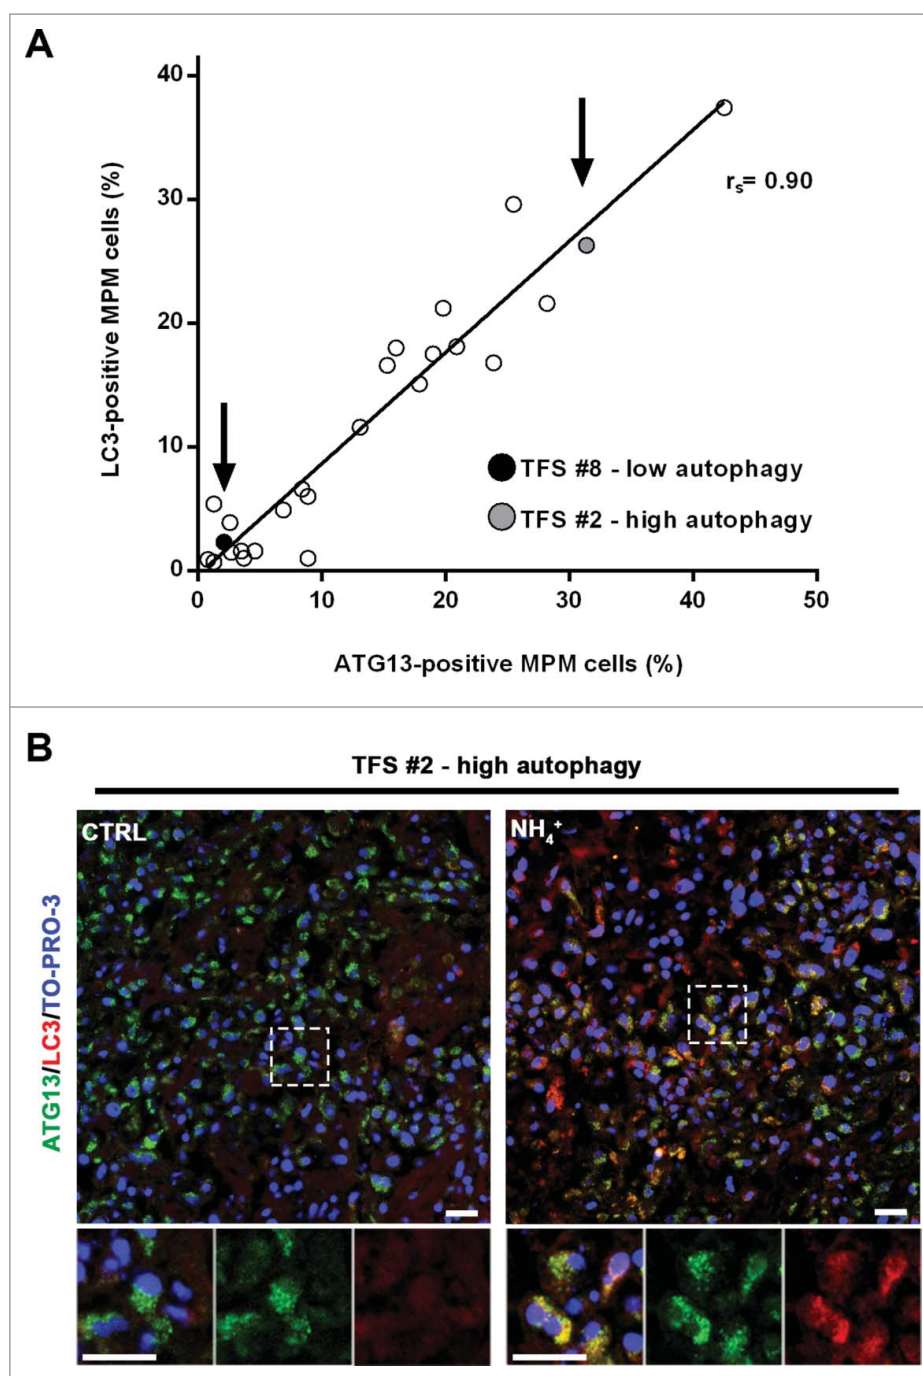 A
40
30
20
10
0
LC3-positive MPM cells (%)
rs= 0.90
TFS #8 - low autophagy
TFS #2 - high autophagy
0 10 20 30 40 50
ATG13-positive MPM cells (%)
B
TFS #2 - high autophagy
ATG13/LC3/TO-PRO-3
CTRL
NH4+